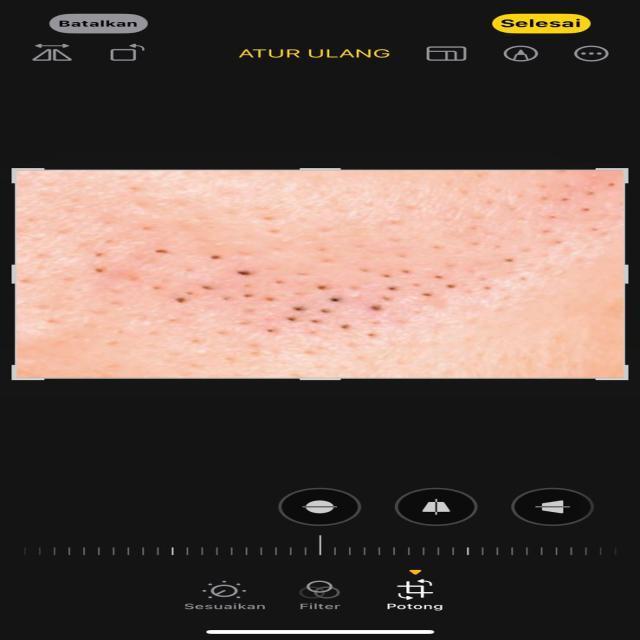 Batalkan
Selesai
ATUR ULANG
Sesuaikan
Filter
Potong